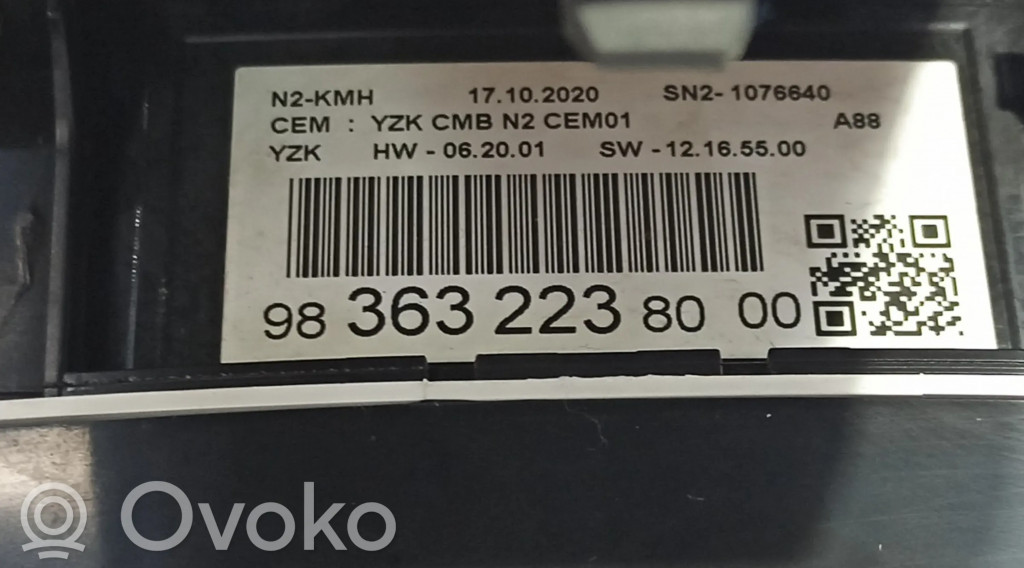 N2-KMH 17.10.2020 SN2-1076640
CEM : YZK CMB N2 CEM01 A88
YZK HW - 06.20.01 SW - 12.16.55.00
98 363 223 80 00
Ovoko